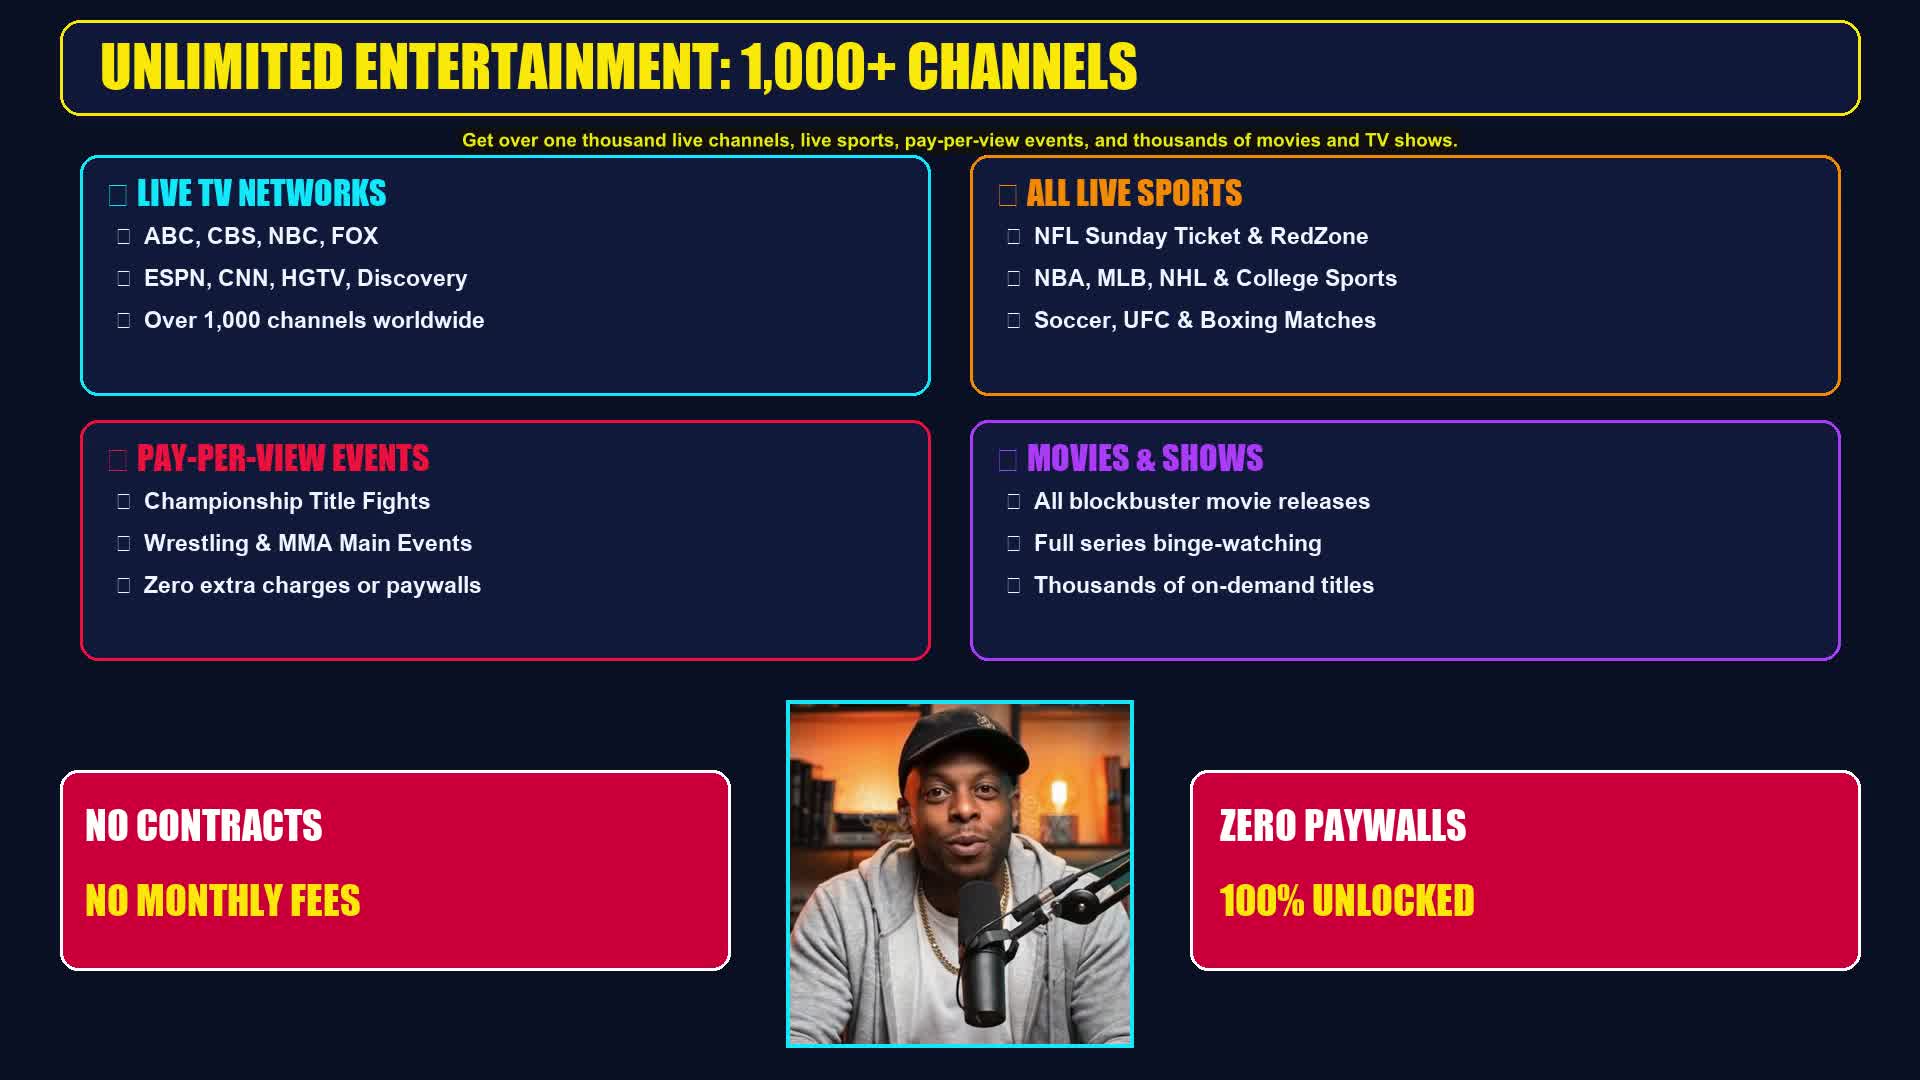 UNLIMITED ENTERTAINMENT: 1,000+ CHANNELS
Get over one thousand live channels, live sports, pay-per-view events, and thousands of movies and TV shows.
LIVE TV NETWORKS
ABC, CBS, NBC, FOX
ESPN, CNN, HGTV, Discovery
Over 1,000 channels worldwide
ALL LIVE SPORTS
NFL Sunday Ticket & RedZone
NBA, MLB, NHL & College Sports
Soccer, UFC & Boxing Matches
PAY-PER-VIEW EVENTS
Championship Title Fights
Wrestling & MMA Main Events
Zero extra charges or paywalls
MOVIES & SHOWS
All blockbuster movie releases
Full series binge-watching
Thousands of on-demand titles
NO CONTRACTS
NO MONTHLY FEES
ZERO PAYWALLS
100% UNLOCKED